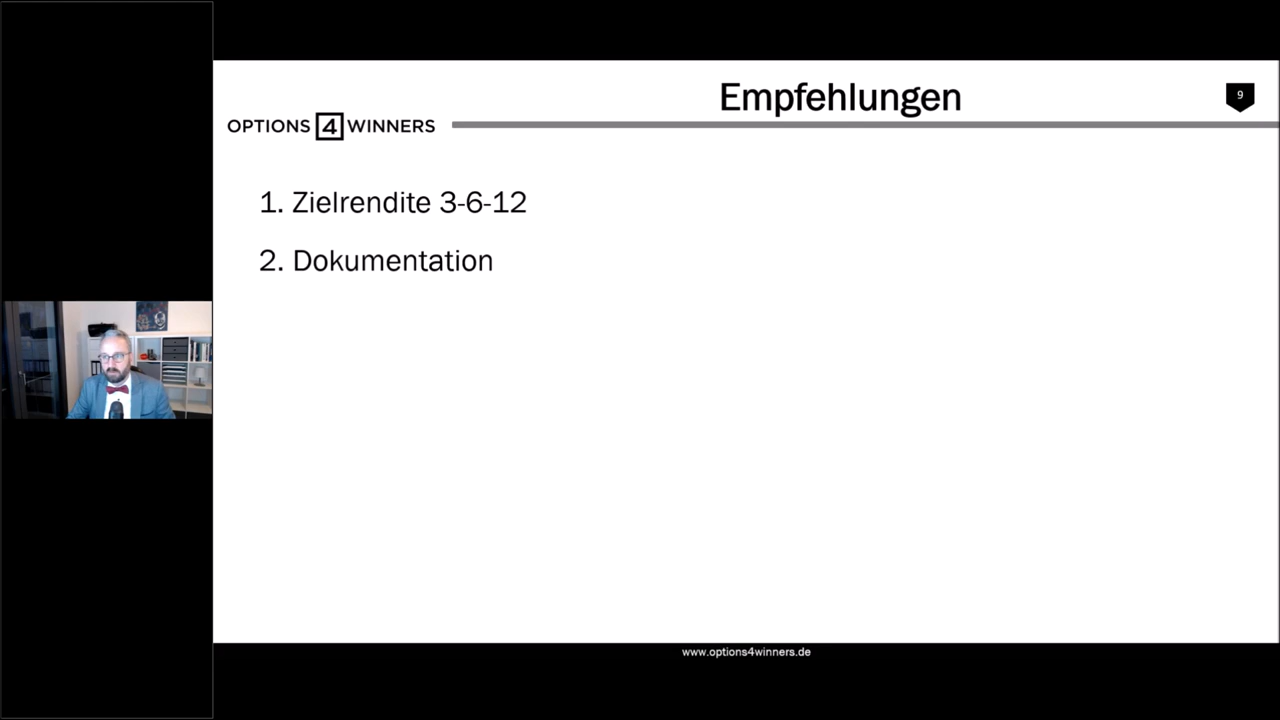 Empfehlungen
9
OPTIONS 4 WINNERS
1. Zielrendite 3-6-12
2. Dokumentation
www.options4winners.de